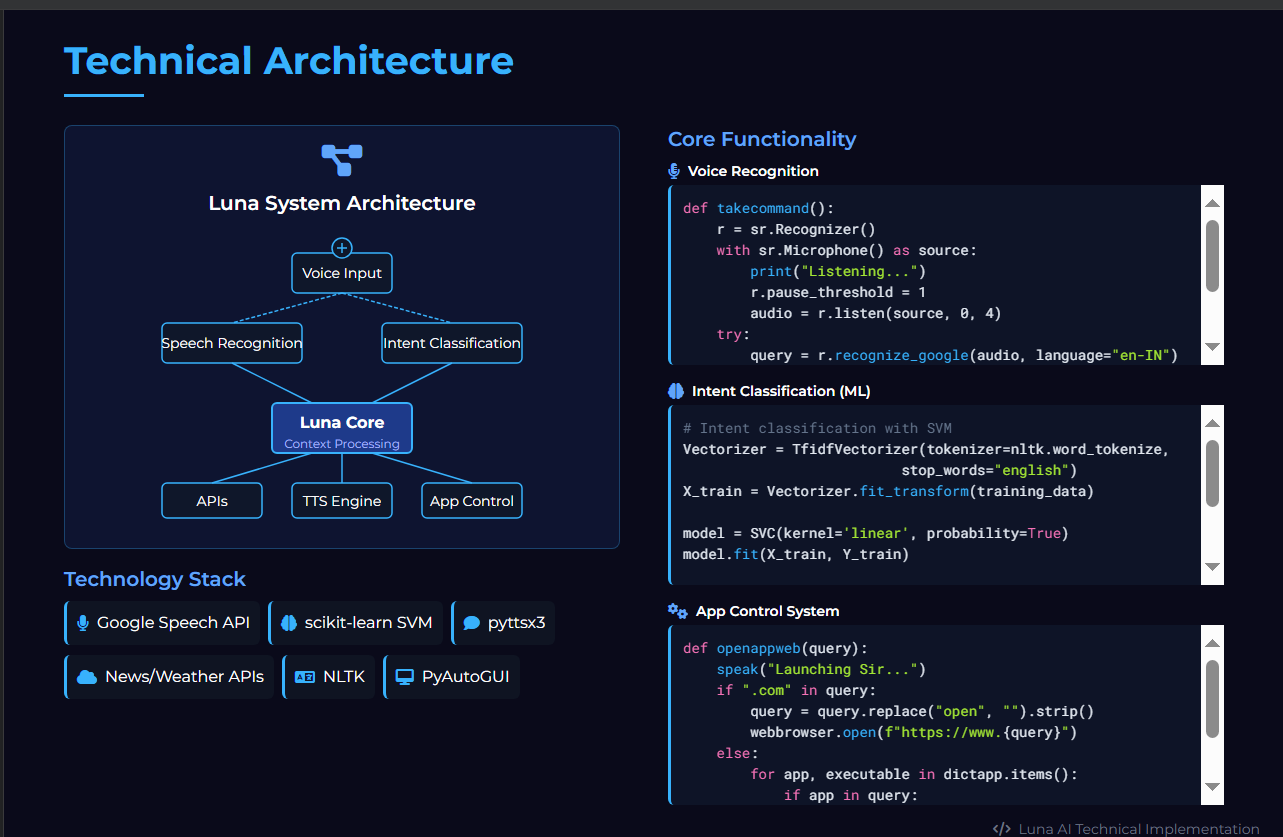 Technical Architecture
Luna System Architecture
Voice Input
Speech Recognition
Intent Classification
Luna Core
Context Processing
APIs
TTS Engine
App Control
Technology Stack
Google Speech API
scikit-learn SVM
pyttsx3
News/Weather APIs
NLTK
PyAutoGUI
Core Functionality
Voice Recognition
def takecommand():
    r = sr.Recognizer()
    with sr.Microphone() as source:
        print("Listening...")
        r.pause_threshold = 1
        audio = r.listen(source, 0, 4)
    try:
        query = r.recognize_google(audio, language="en-IN")
Intent Classification (ML)
# Intent classification with SVM
Vectorizer = TfidfVectorizer(tokenizer=nltk.word_tokenize,
                          stop_words="english")
X_train = Vectorizer.fit_transform(training_data)
model = SVC(kernel='linear', probability=True)
model.fit(X_train, Y_train)
App Control System
def openappweb(query):
    speak("Launching Sir...")
    if ".com" in query:
        query = query.replace("open", "").strip()
        webbrowser.open(f"https://www.{query}")
    else:
        for app, executable in dictapp.items():
            if app in query:
</> Luna AI Technical Implementation